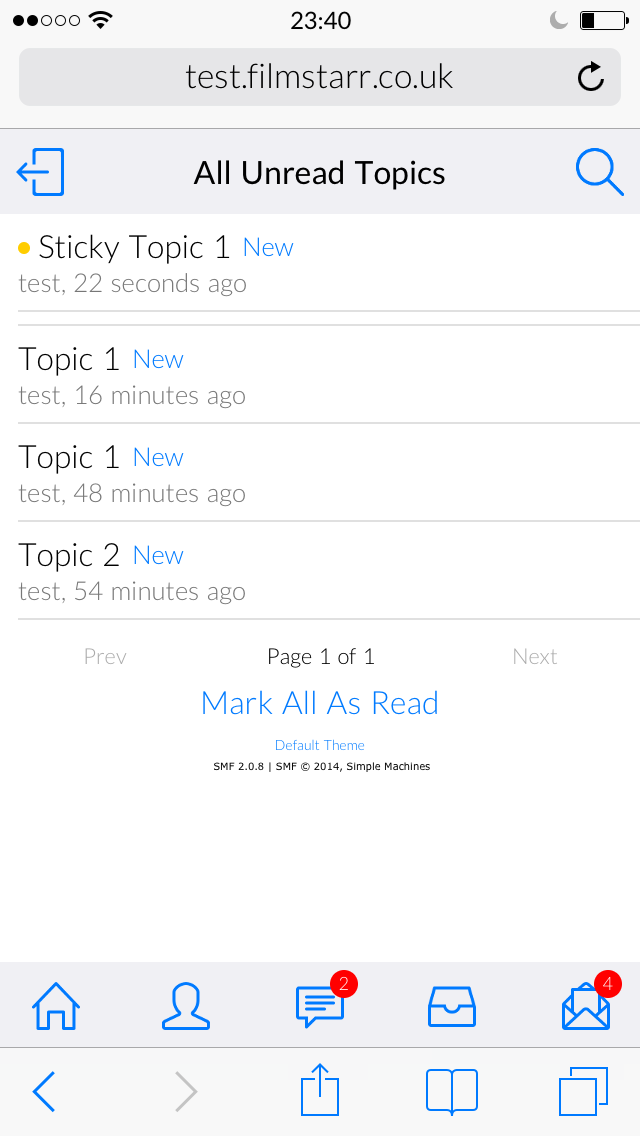 23:40
test.filmstarr.co.uk
All Unread Topics
Sticky Topic 1 New
test, 22 seconds ago
Topic 1 New
test, 16 minutes ago
Topic 1 New
test, 48 minutes ago
Topic 2 New
test, 54 minutes ago
Prev Page 1 of 1 Next
Mark All As Read
Default Theme
SMF 2.0.8 | SMF © 2014, Simple Machines
2 4